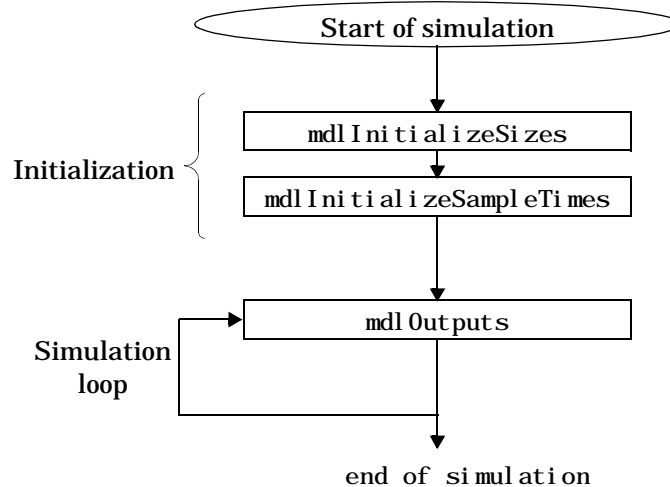 Start of simulation
mdlInitializeSizes
Initialization
mdlInitializeSampleTimes
mdlOutputs
Simulation
loop
end of simulation